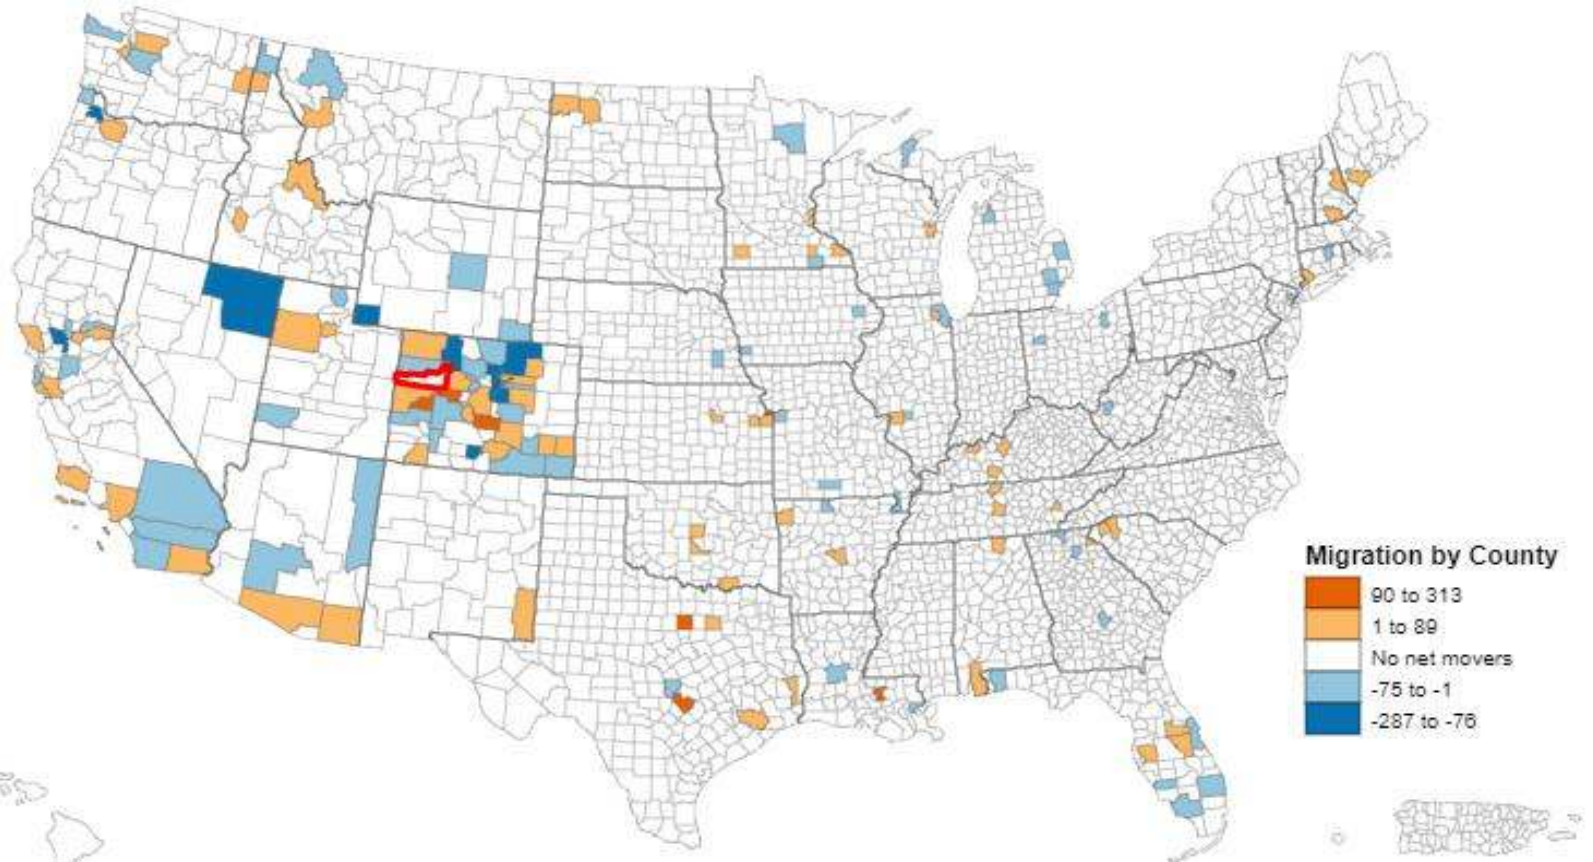 Migration by County
90 to 313
1 to 89
No net movers
-75 to -1
-287 to -76